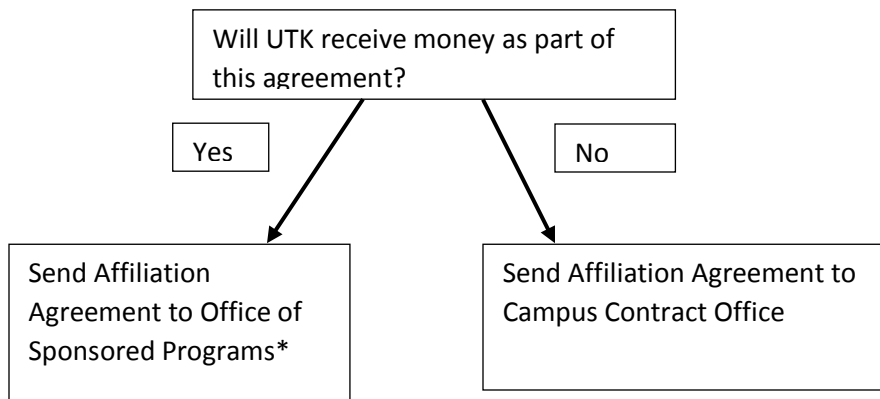 Will UTK receive money as part of
this agreement?
Yes
No
Send Affiliation
Agreement to Office of
Sponsored Programs*
Send Affiliation Agreement to
Campus Contract Office